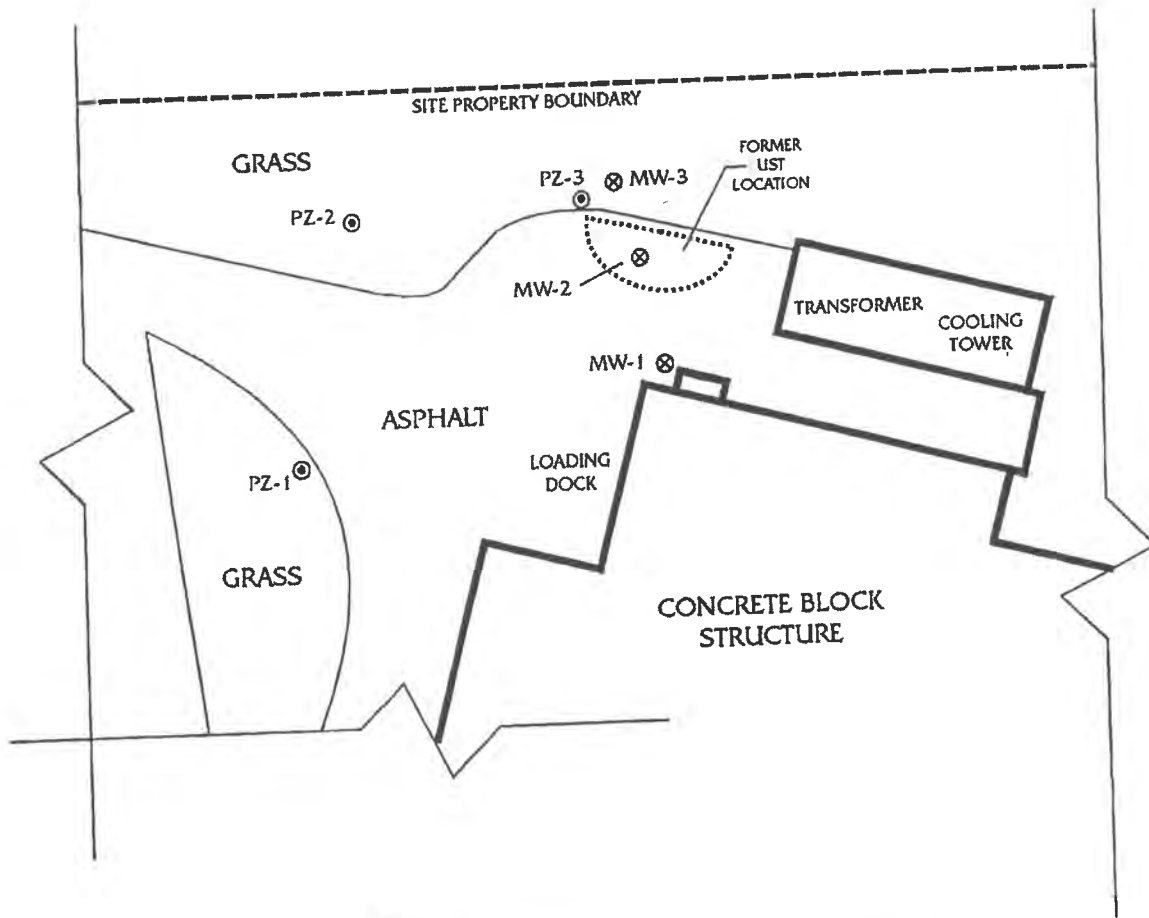 SITE PROPERTY BOUNDARY
GRASS
FORMER
UST
LOCATION
PZ-3
MW-3
PZ-2
MW-2
TRANSFORMER
COOLING
TOWER
MW-1
ASPHALT
LOADING
DOCK
PZ-1
GRASS
CONCRETE BLOCK
STRUCTURE